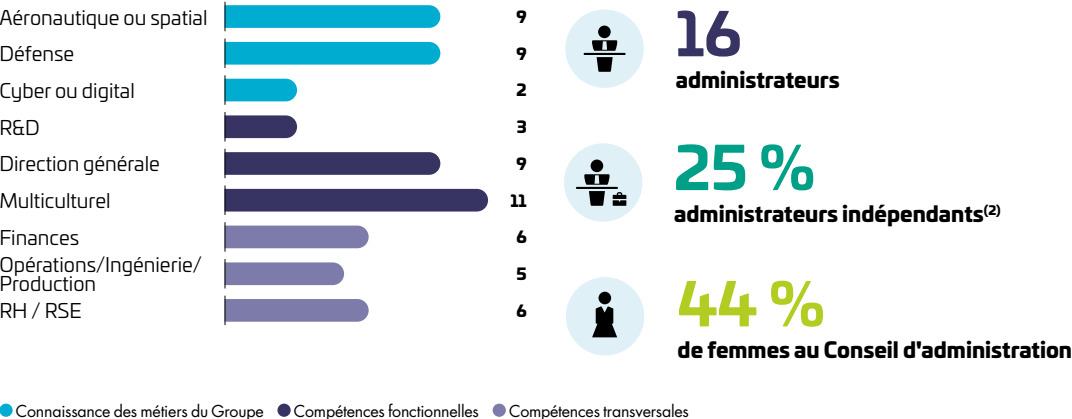 Aéronautique ou spatial 9
Défense 9
Cyber ou digital 2
R&D 3
Direction générale 9
Multiculturel 11
Finances 6
Opérations/Ingénierie/
Production 5
RH / RSE 6
16
administrateurs
25 %
administrateurs indépendants(2)
44 %
de femmes au Conseil d'administration
Connaissance des métiers du Groupe Compétences fonctionnelles Compétences transversales